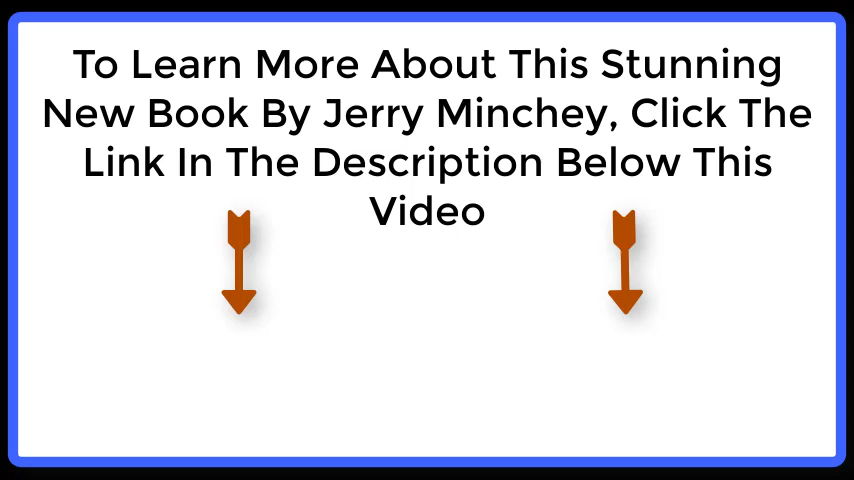 To Learn More About This Stunning
New Book By Jerry Minchey, Click The
Link In The Description Below This
Video